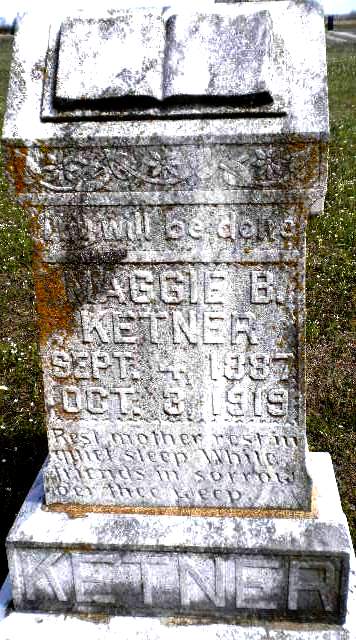 Thy will be done
MAGGIE B.
KETNER
SEPT. 4, 1887
OCT. 3, 1919
Rest mother rest in
quiet sleep While
friends in sorrow
o'er thee weep
KETNER